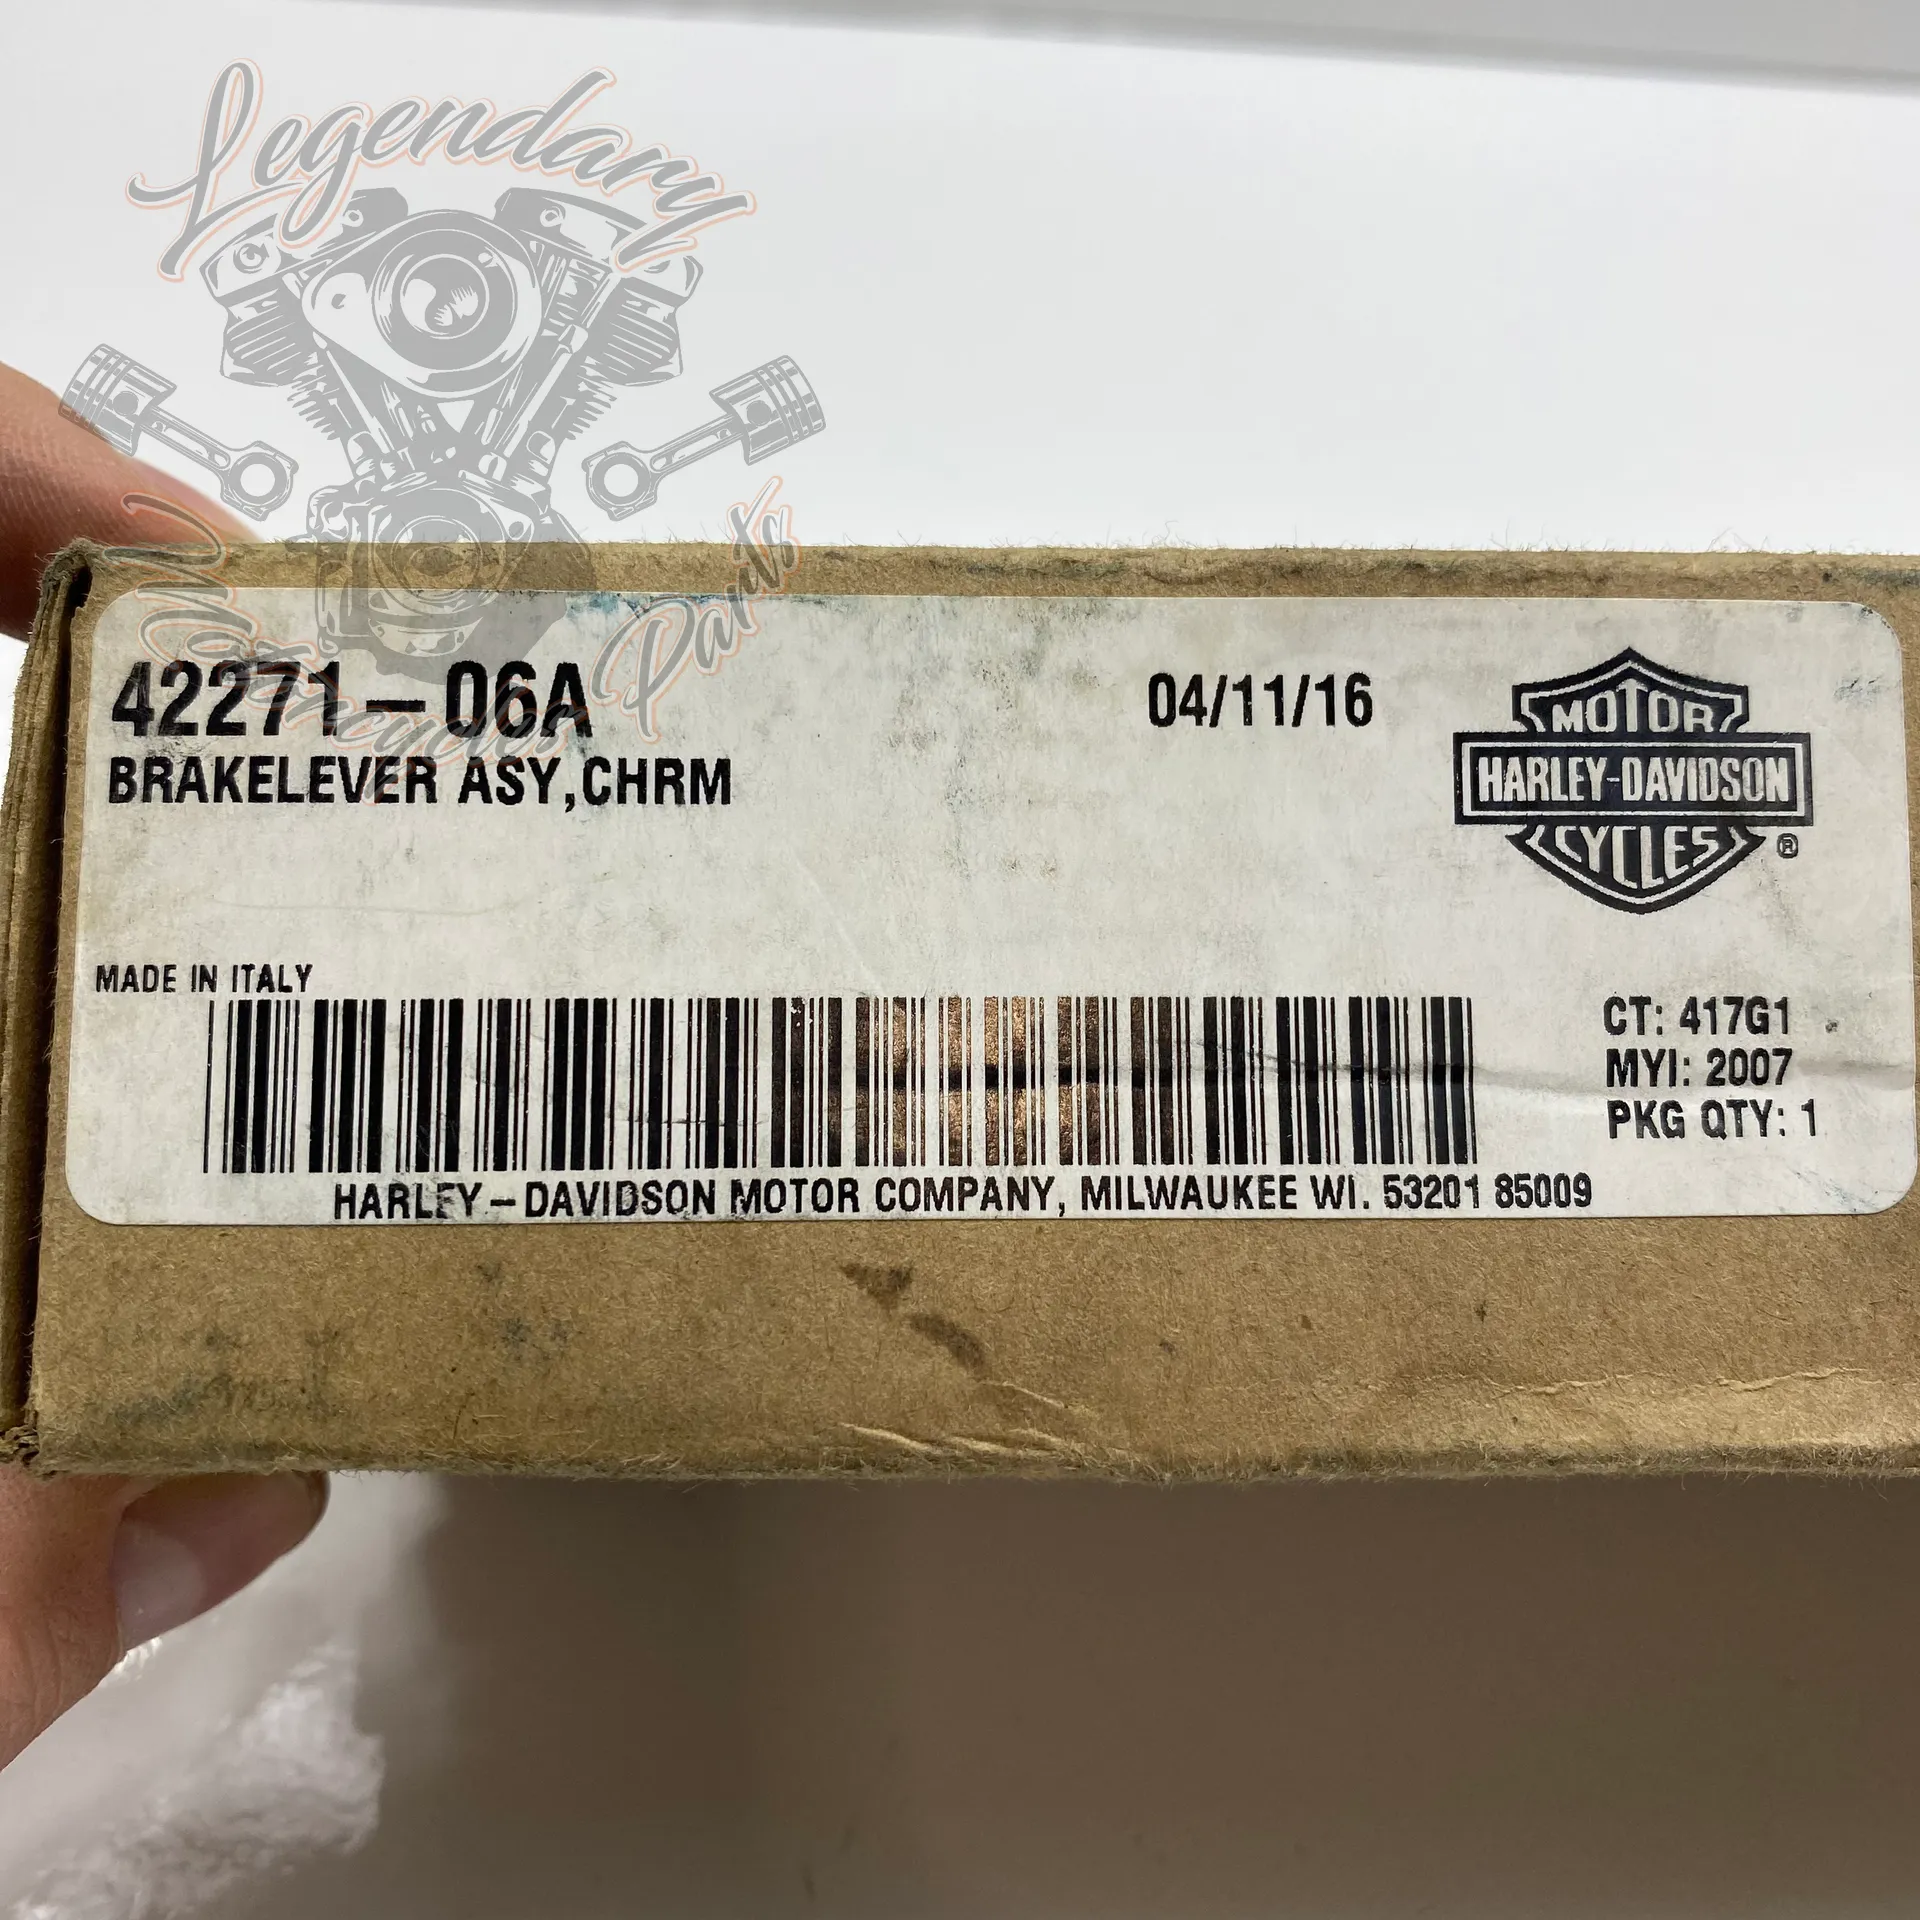 Legendary
Motorcycles Parts
42271-06A
04/11/16
BRAKELEVER ASY,CHRM
MOTOR
HARLEY-DAVIDSON
CYCLES
®
MADE IN ITALY
CT: 417G1
MYI: 2007
PKG QTY: 1
HARLEY-DAVIDSON MOTOR COMPANY, MILWAUKEE WI. 53201 85009